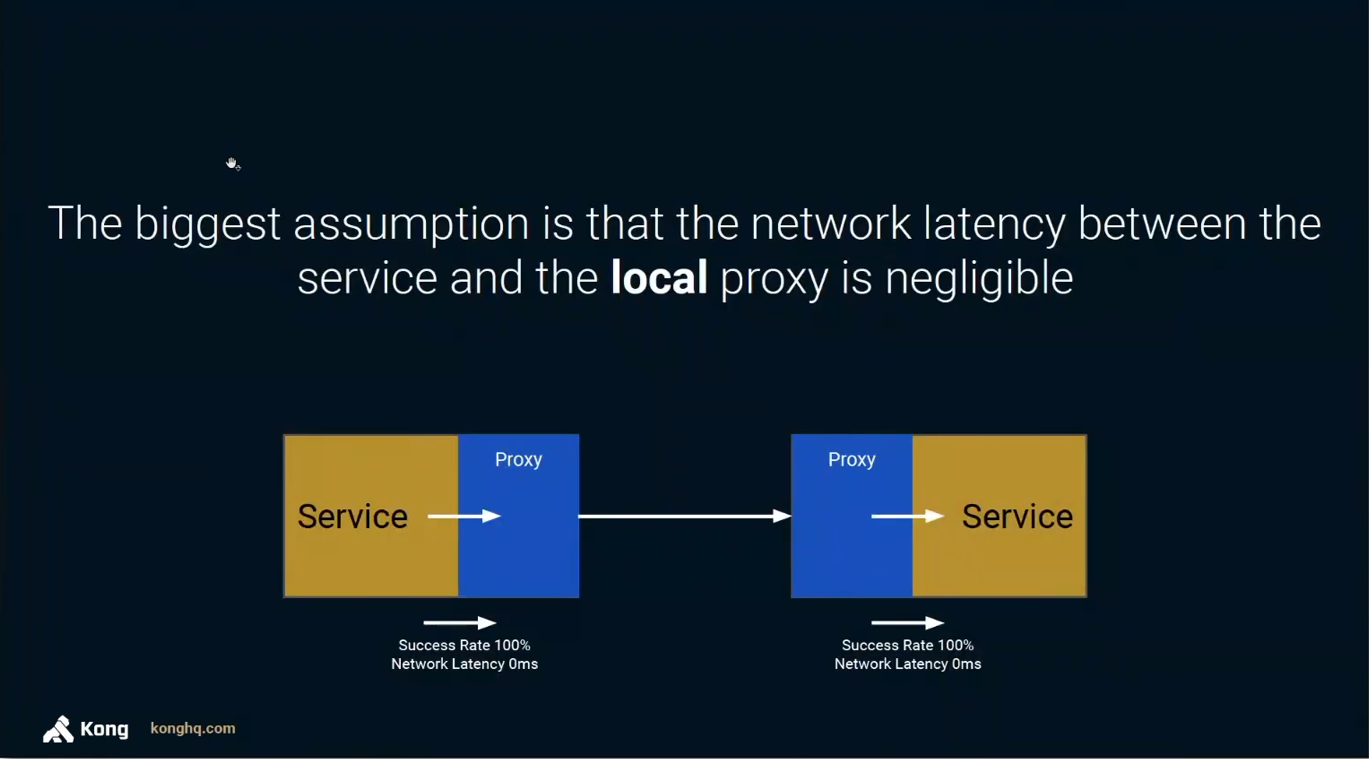 The biggest assumption is that the network latency between the
service and the local proxy is negligible
Proxy
Service
Proxy
Service
Success Rate 100%
Network Latency 0ms
Success Rate 100%
Network Latency 0ms
Kong
konghq.com